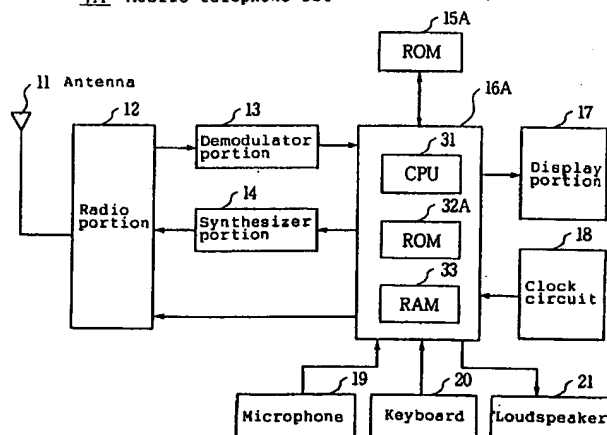 Mobile telephone set
15A
ROM
11 Antenna
12
13
16A
17
Demodulator
portion
31
CPU
Display
portion
14
Radio
portion
Synthesizer
portion
32A
ROM
18
Clock
circuit
33
RAM
19
20
21
Microphone
Keyboard
Loudspeaker